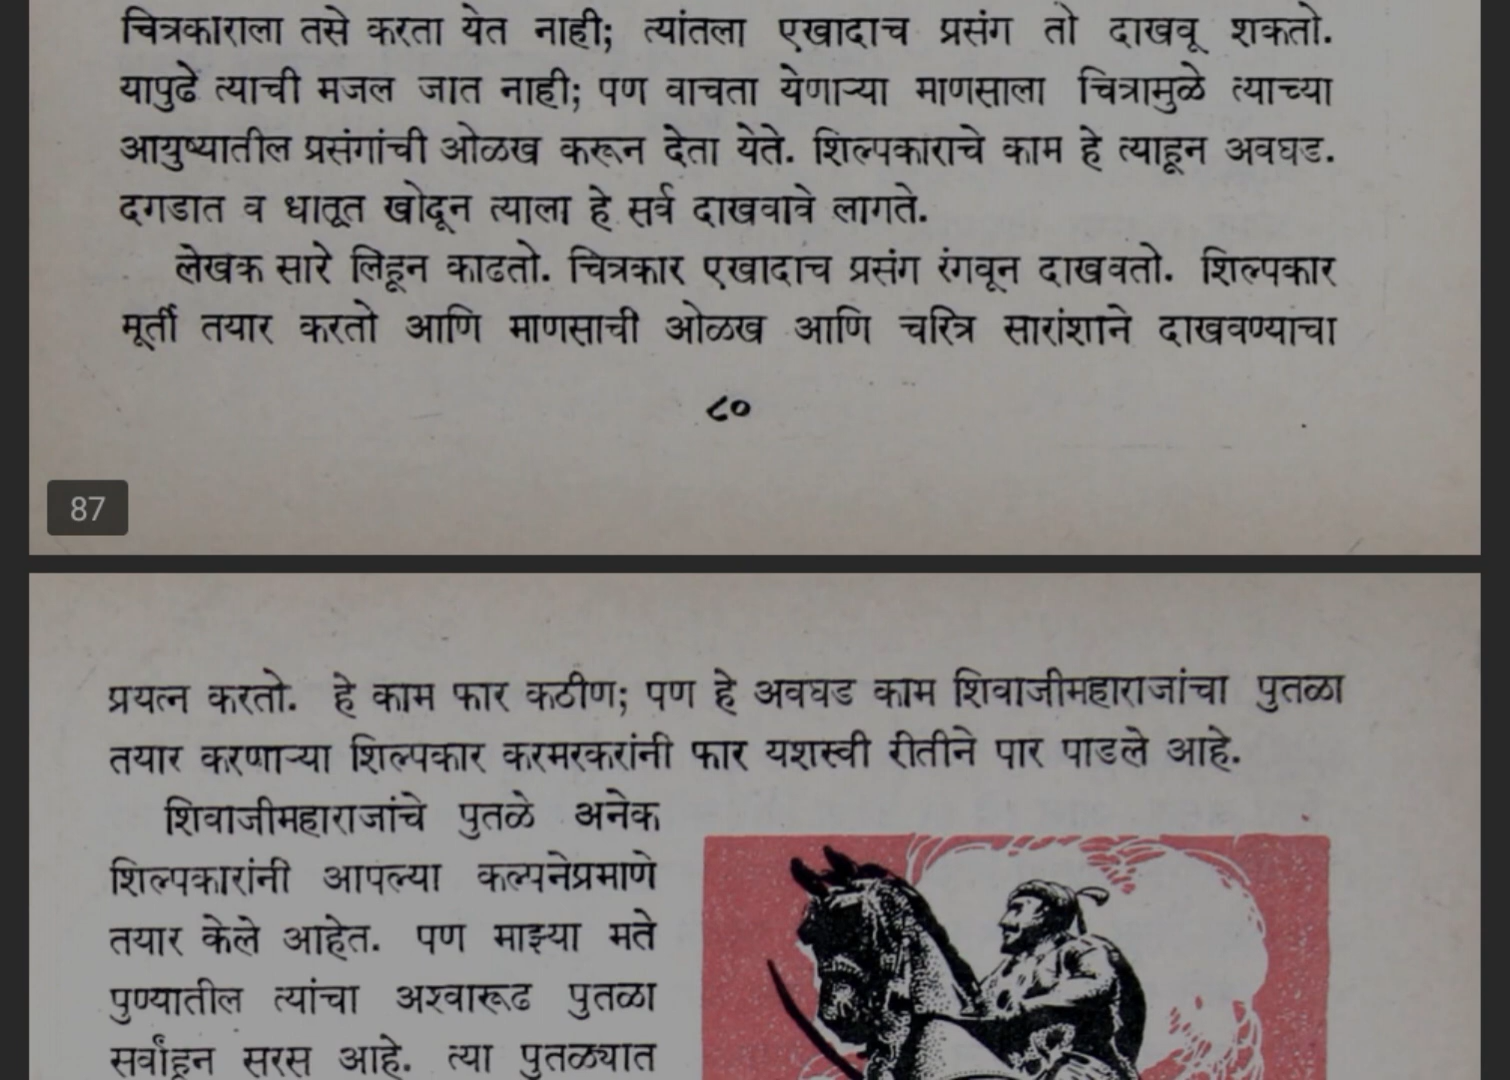 चित्रकाराला तसे करता येत नाही; त्यांतला एखादाच प्रसंग तो दाखवू शकतो.
यापुढे त्याची मजल जात नाही; पण वाचता येणाऱ्या माणसाला चित्रामुळे त्याच्या
आयुष्यातील प्रसंगांची ओळख करून देता येते. शिल्पकाराचे काम हे त्याहून अवघड.
दगडात व धातूत खोदून त्याला हे सर्व दाखवावे लागते.
लेखक सारे लिहून काढतो. चित्रकार एखादाच प्रसंग रंगवून दाखवतो. शिल्पकार
मूर्ती तयार करतो आणि माणसाची ओळख आणि चरित्र सारांशाने दाखवण्याचा
८०
87
प्रयत्न करतो. हे काम फार कठीण; पण हे अवघड काम शिवाजीमहाराजांचा पुतळा
तयार करणाऱ्या शिल्पकार करमरकरांनी फार यशस्वी रीतीने पार पाडले आहे.
शिवाजीमहाराजांचे पुतळे अनेक
शिल्पकारांनी आपल्या कल्पनेप्रमाणे
तयार केले आहेत. पण माझ्या मते
पुण्यातील त्यांचा अश्वारूढ पुतळा
सर्वांहून सरस आहे. त्या पुतळ्यात